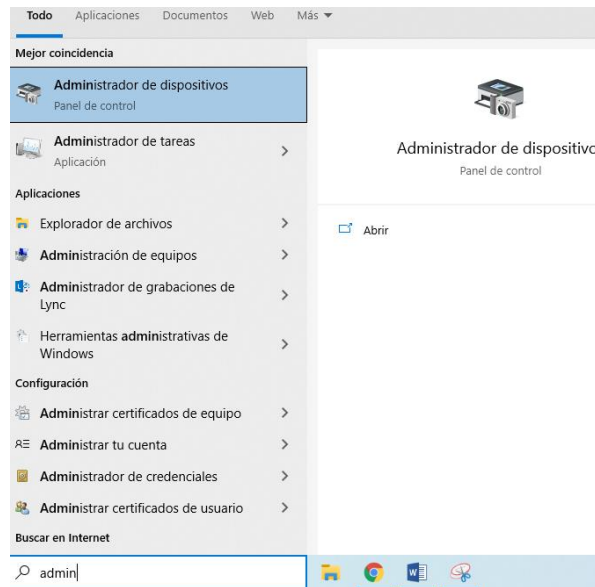 Todo Aplicaciones Documentos Web Más
Mejor coincidencia
Administrador de dispositivos
Panel de control
Administrador de tareas
Aplicación
Aplicaciones
Explorador de archivos
Administración de equipos
Administrador de grabaciones de
Lync
Herramientas administrativas de
Windows
Configuración
Administrar certificados de equipo
Administrar tu cuenta
Administrador de credenciales
Administrar certificados de usuario
Buscar en Internet
admin
Administrador de dispositivo
Panel de control
Abrir